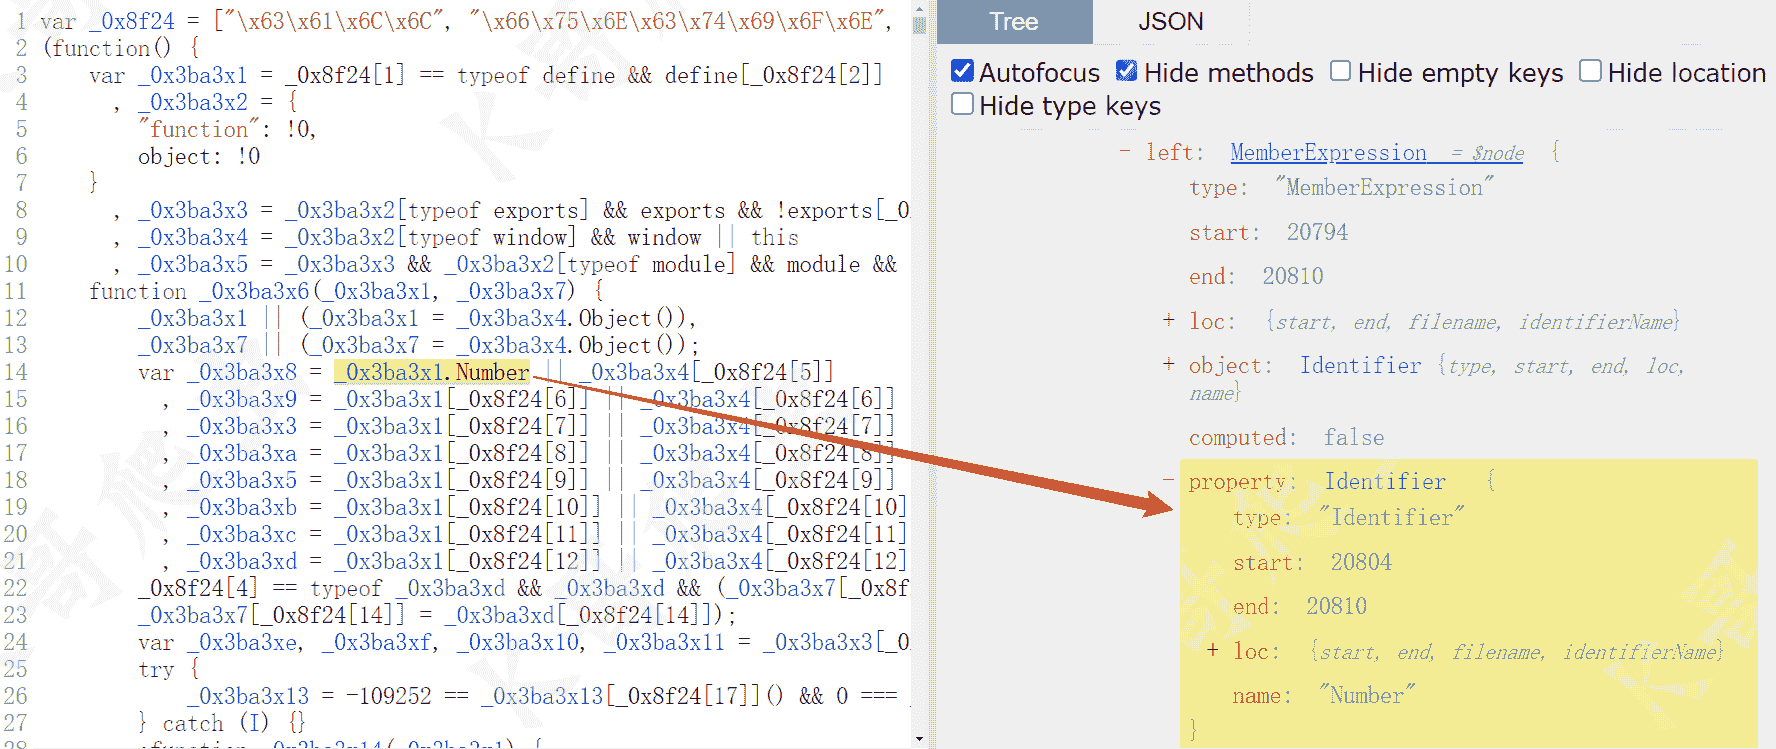 1 var _0x8f24 = ["\x63\x61\x6C\x6C", "\x66\x75\x6E\x63\x74\x69\x6F\x6E",
2 (function() {
3 var _0x3ba3x1 = _0x8f24[1] == typeof define && define[_0x8f24[2]]
4 , _0x3ba3x2 = {
5 "function": !0,
6 object: !0
7 }
8 , _0x3ba3x3 = _0x3ba3x2[typeof exports] && exports && !exports[_0
9 , _0x3ba3x4 = _0x3ba3x2[typeof window] && window || this
10 , _0x3ba3x5 = _0x3ba3x3 && _0x3ba3x2[typeof module] && module &&
11 function _0x3ba3x6(_0x3ba3x1, _0x3ba3x7) {
12 _0x3ba3x1 || (_0x3ba3x1 = _0x3ba3x4.Object()),
13 _0x3ba3x7 || (_0x3ba3x7 = _0x3ba3x4.Object());
14 var _0x3ba3x8 = _0x3ba3x1.Number || _0x3ba3x4[_0x8f24[5]]
15 , _0x3ba3x9 = _0x3ba3x1[_0x8f24[6]] || _0x3ba3x4[_0x8f24[6]]
16 , _0x3ba3x3 = _0x3ba3x1[_0x8f24[7]] || _0x3ba3x4[_0x8f24[7]]
17 , _0x3ba3xa = _0x3ba3x1[_0x8f24[8]] || _0x3ba3x4[_0x8f24[8]]
18 , _0x3ba3x5 = _0x3ba3x1[_0x8f24[9]] || _0x3ba3x4[_0x8f24[9]]
19 , _0x3ba3xb = _0x3ba3x1[_0x8f24[10]] || _0x3ba3x4[_0x8f24[10]
20 , _0x3ba3xc = _0x3ba3x1[_0x8f24[11]] || _0x3ba3x4[_0x8f24[11]
21 , _0x3ba3xd = _0x3ba3x1[_0x8f24[12]] || _0x3ba3x4[_0x8f24[12]
22 _0x8f24[4] == typeof _0x3ba3xd && _0x3ba3xd && (_0x3ba3x7[_0x8f
23 _0x3ba3x7[_0x8f24[14]] = _0x3ba3xd[_0x8f24[14]]);
24 var _0x3ba3xe, _0x3ba3xf, _0x3ba3x10, _0x3ba3x11 = _0x3ba3x3[_0
25 try {
26 _0x3ba3x13 = -109252 == _0x3ba3x13[_0x8f24[17]]() && 0 ===
27 } catch (I) {}
28 ;function _0x3ba3x14(_0x3ba3x1) {
Tree JSON
Autofocus Hide methods Hide empty keys Hide location
Hide type keys
- left: MemberExpression = $node {
type: "MemberExpression"
start: 20794
end: 20810
+ loc: {start, end, filename, identifierName}
+ object: Identifier {type, start, end, loc,
name}
computed: false
- property: Identifier {
type: "Identifier"
start: 20804
end: 20810
+ loc: {start, end, filename, identifierName}
name: "Number"
}